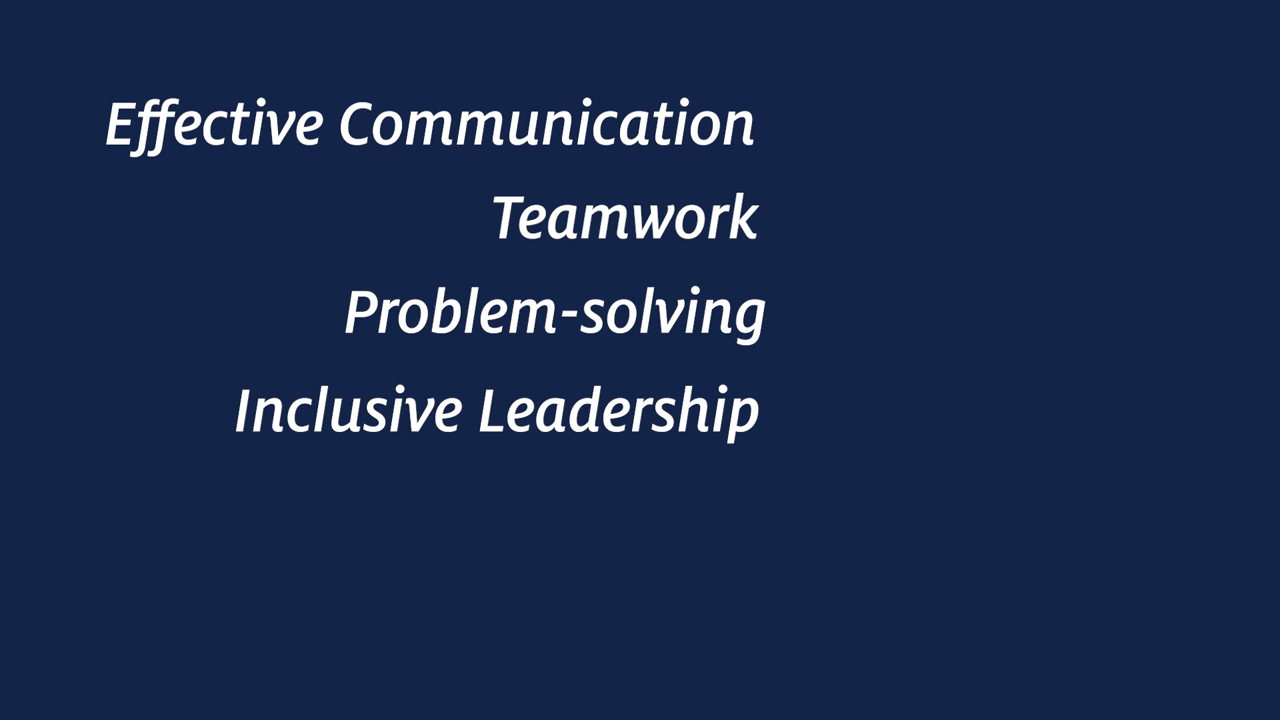 Effective Communication
Teamwork
Problem-solving
Inclusive Leadership